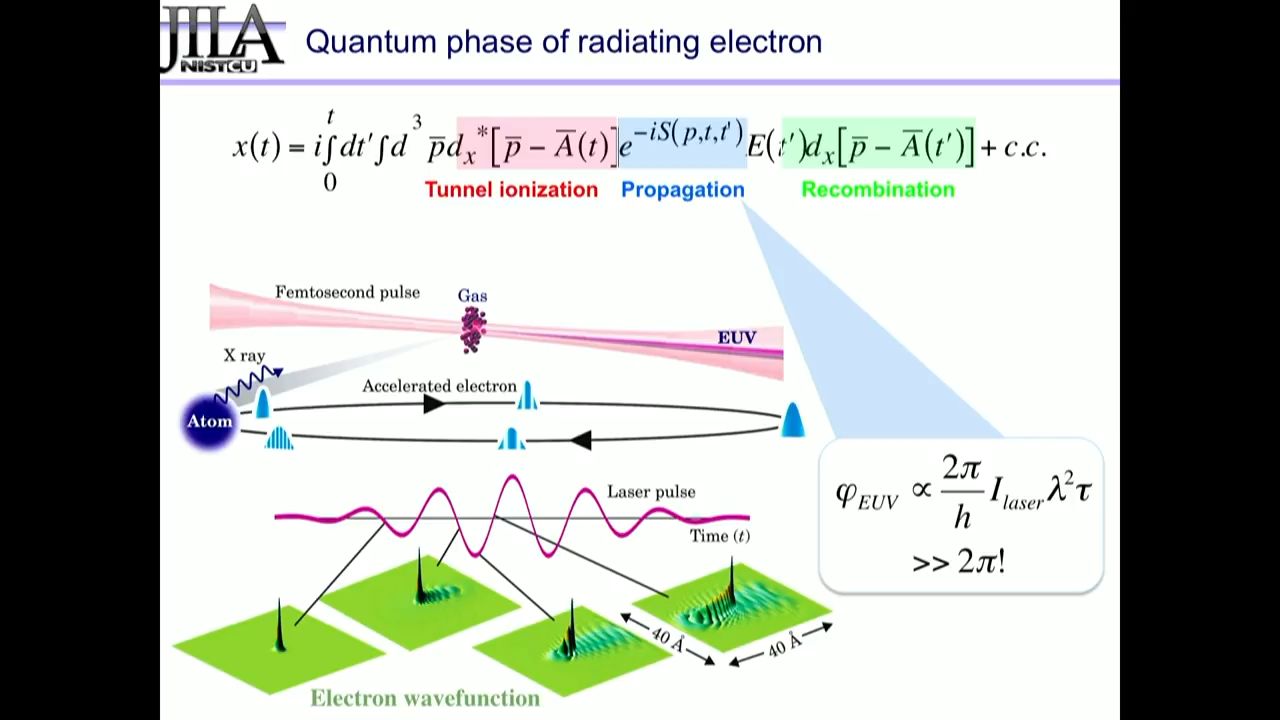 JILA
NIST CU
Quantum phase of radiating electron
x(t) = i∫₀ᵗ dt′∫d³p̅dₓ*[p̅ − A̅(t)]e^{−iS(p,t,t′)}E(t′)dₓ[p̅ − A̅(t′)] + c.c.
Tunnel ionization Propagation Recombination
Femtosecond pulse
Gas
EUV
X ray
Accelerated electron
Atom
Laser pulse
Time (t)
φ_EUV ∝ 2π/h I_laser λ²τ
>> 2π!
40 Å
40 Å
Electron wavefunction